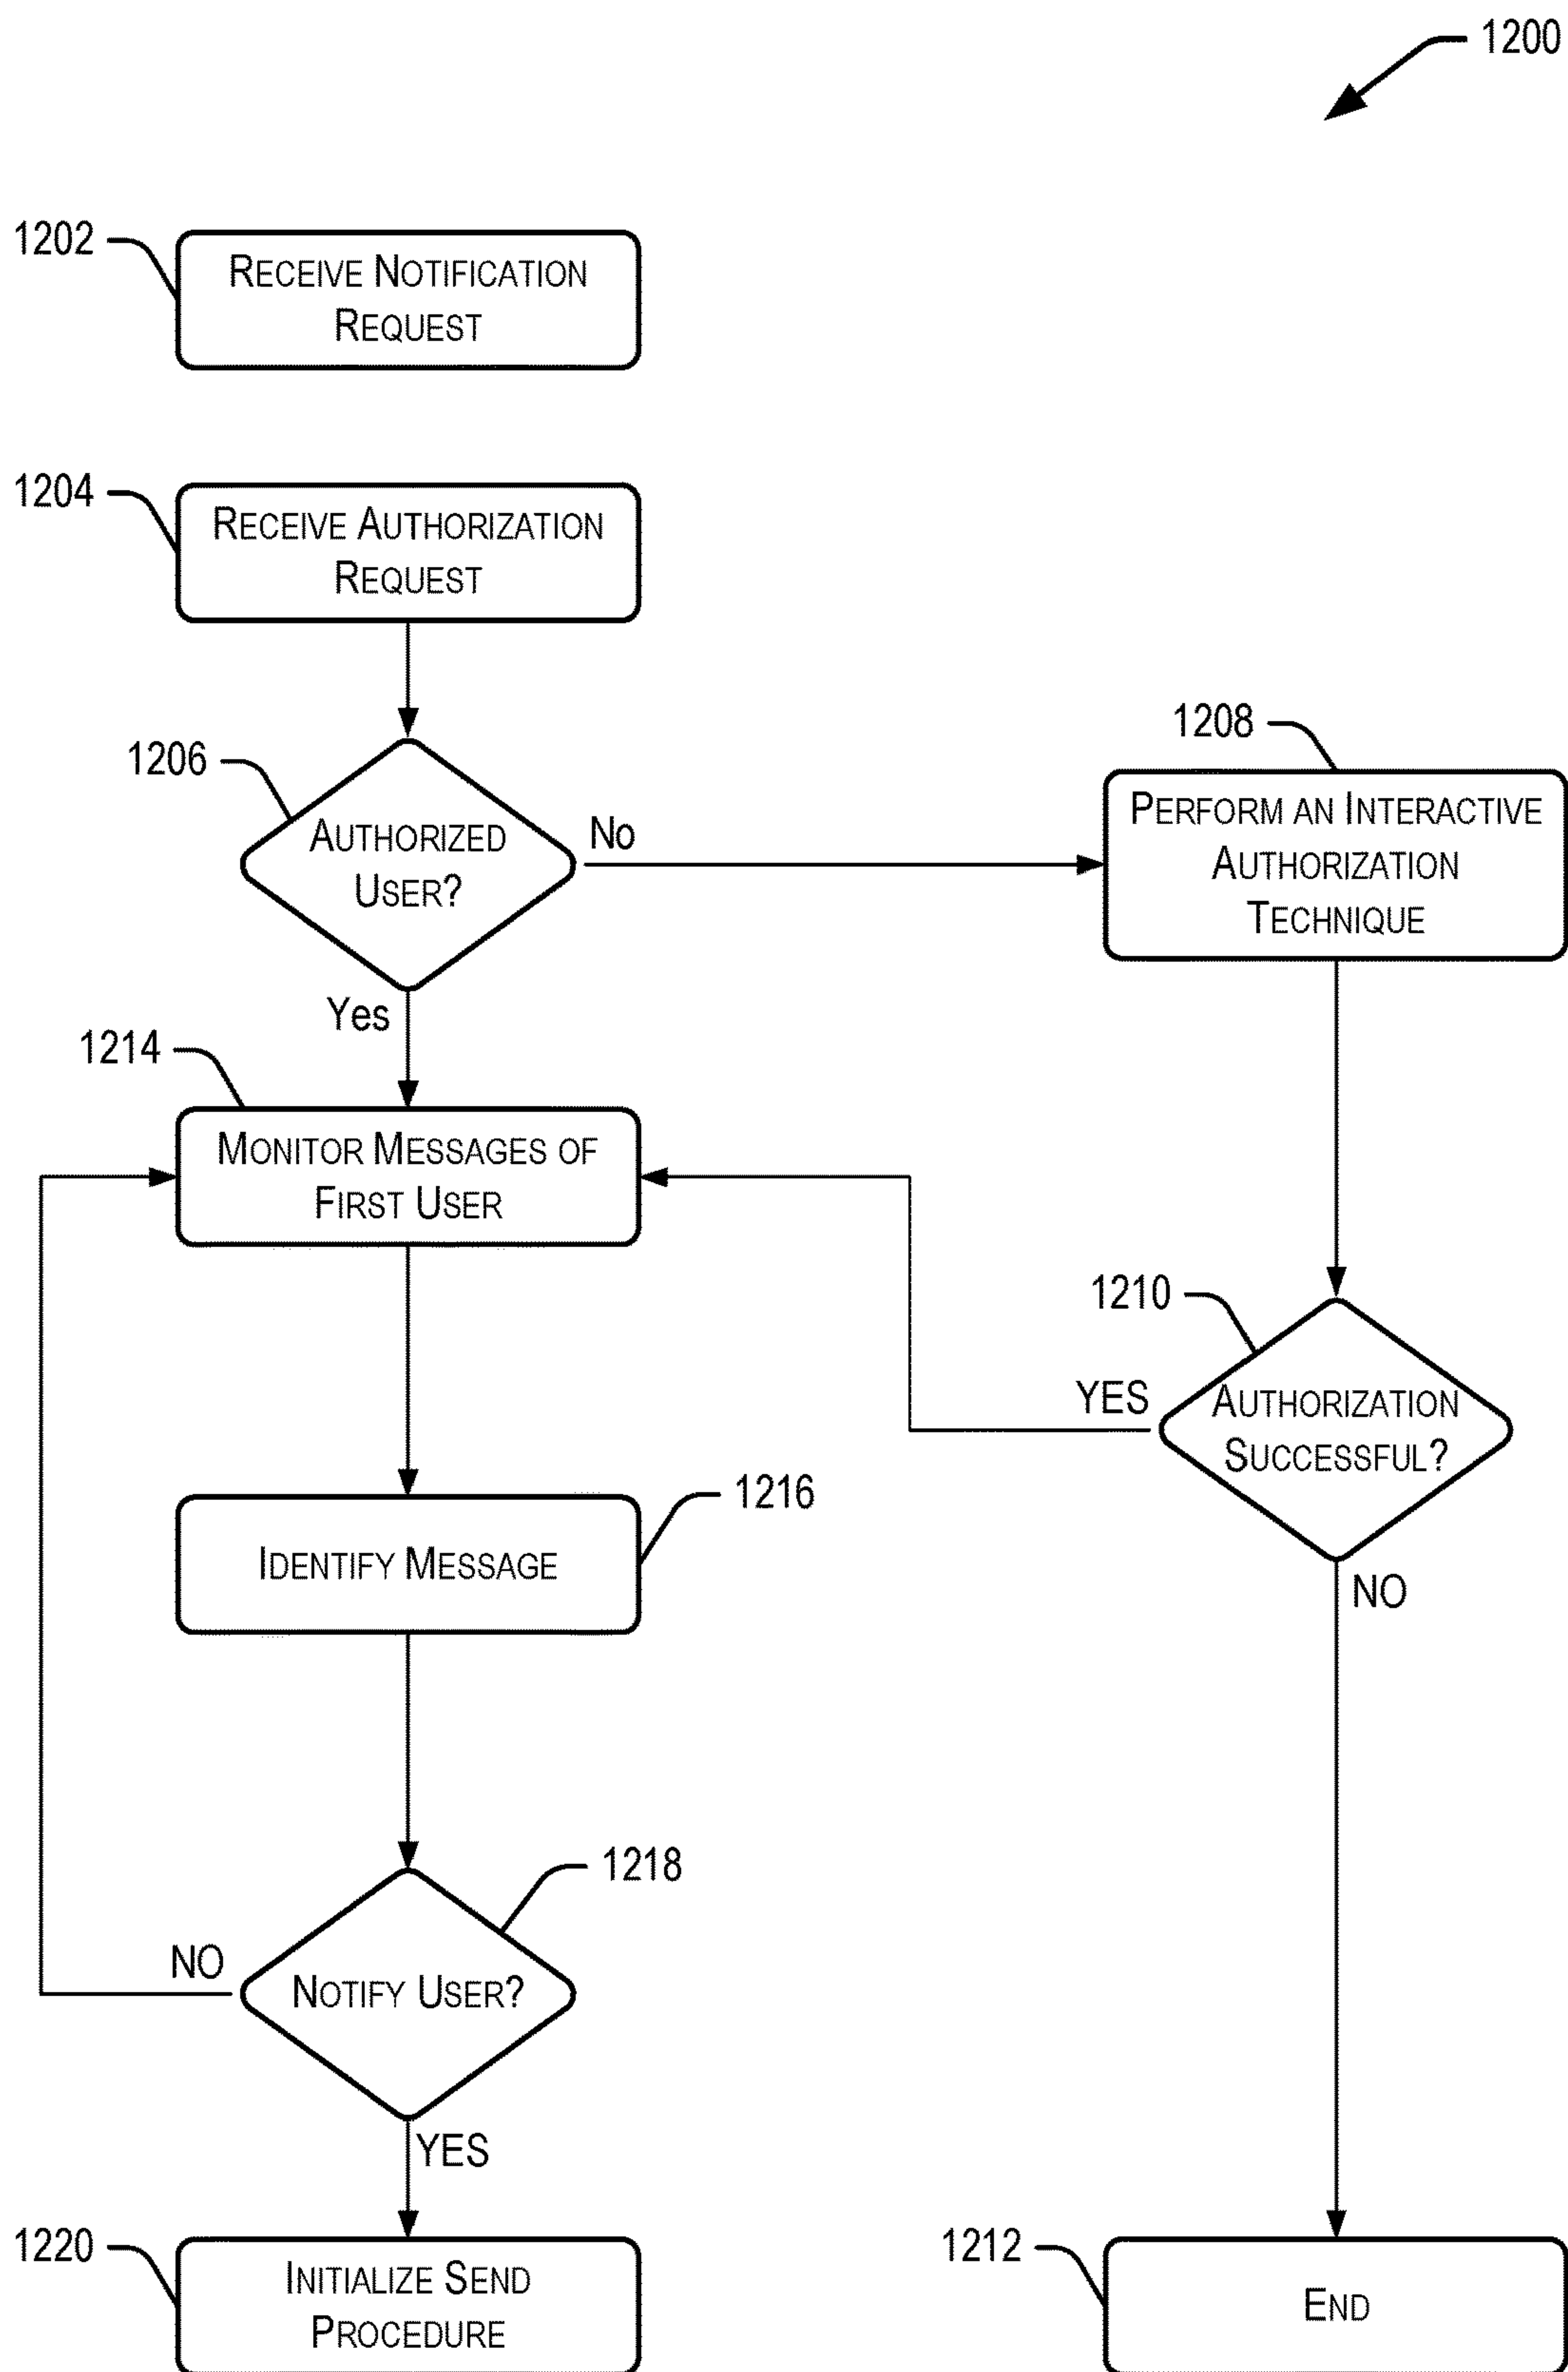 1200
1202
Receive Notification
Request
1204
Receive Authorization
Request
1206
Authorized
User?
No
Yes
1208
Perform an Interactive
Authorization
Technique
1214
Monitor Messages of
First User
1210
Authorization
Successful?
YES
NO
1216
Identify Message
1218
Notify User?
NO
YES
1220
Initialize Send
Procedure
1212
End